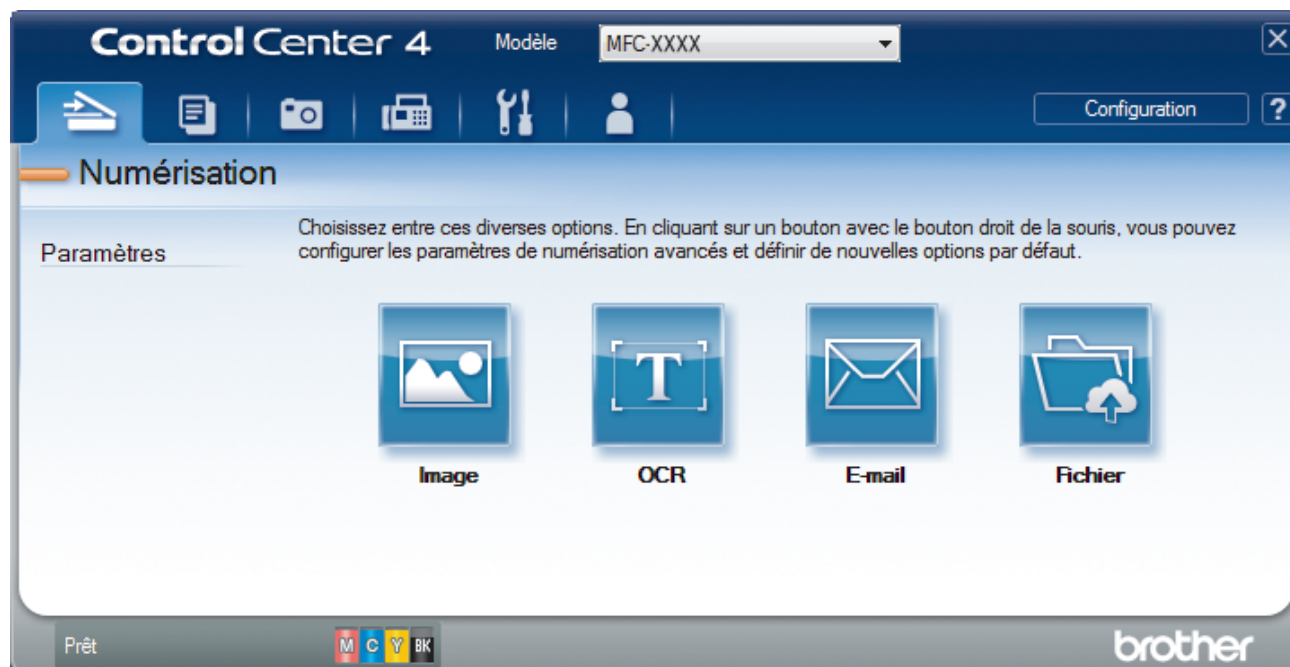 ControlCenter 4 Modèle MFC-XXXX
Configuration ?
Numérisation
Choisissez entre ces diverses options. En cliquant sur un bouton avec le bouton droit de la souris, vous pouvez
Paramètres
configurer les paramètres de numérisation avancés et définir de nouvelles options par défaut.
T
Image OCR E-mail Fichier
Prêt M C Y BK brother